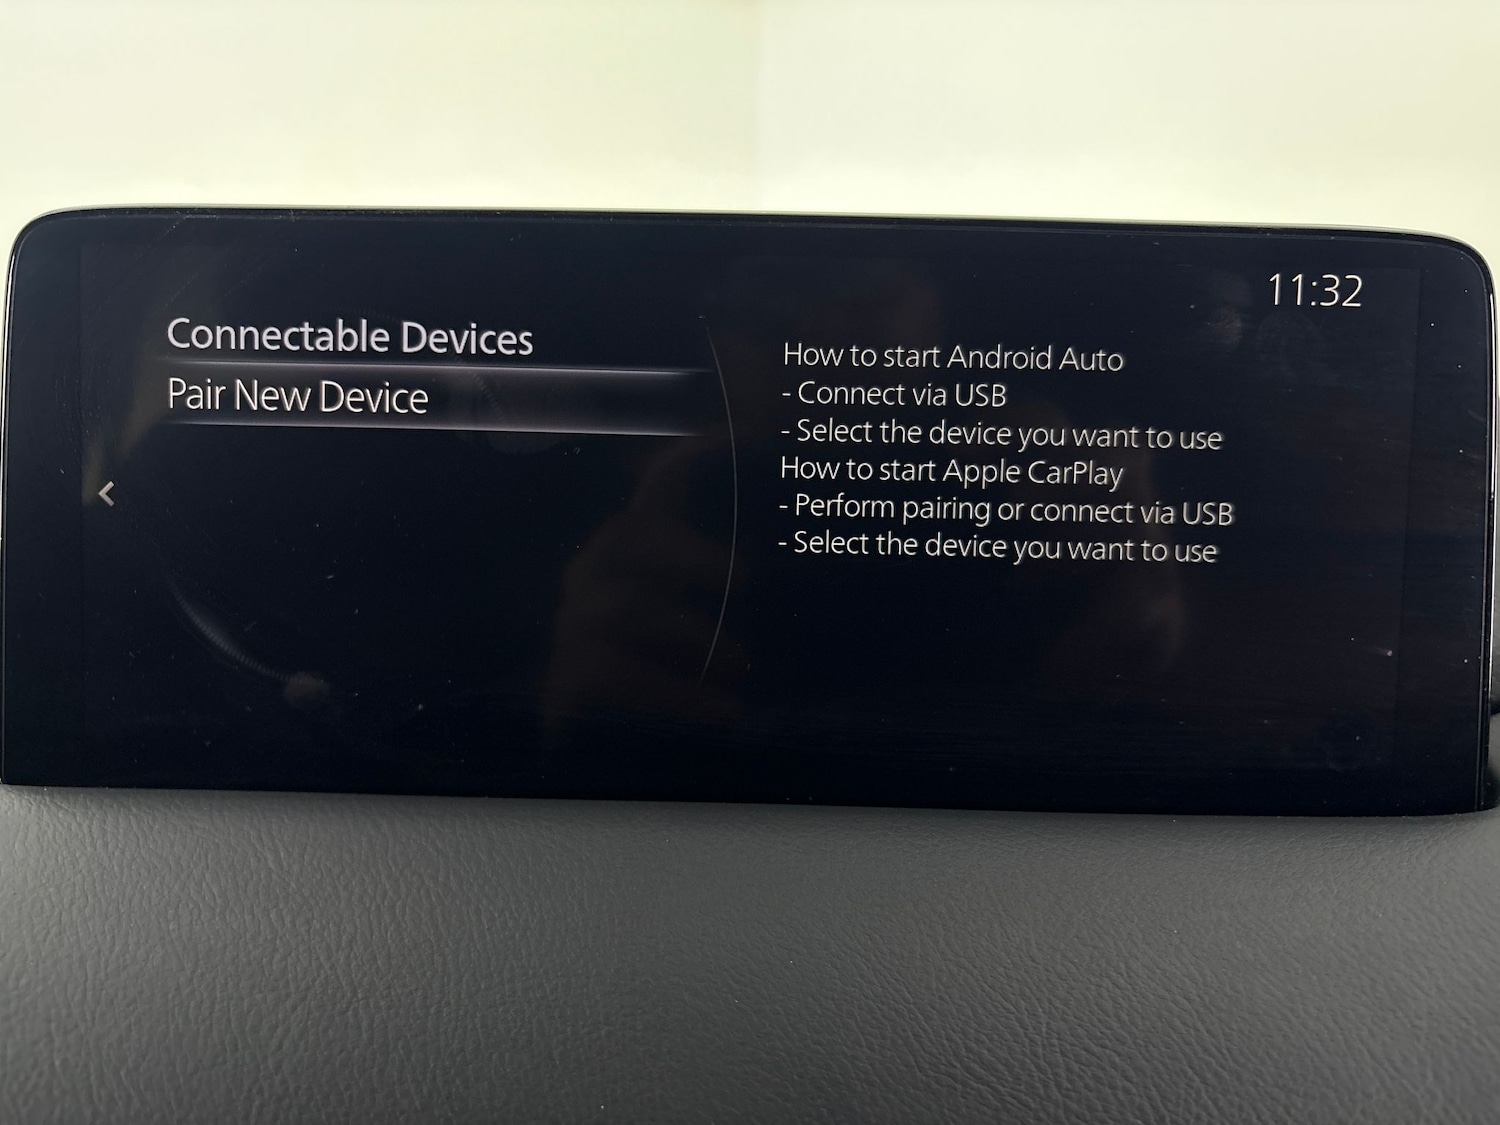 11:32
Connectable Devices
Pair New Device
How to start Android Auto
- Connect via USB
- Select the device you want to use
How to start Apple CarPlay
- Perform pairing or connect via USB
- Select the device you want to use